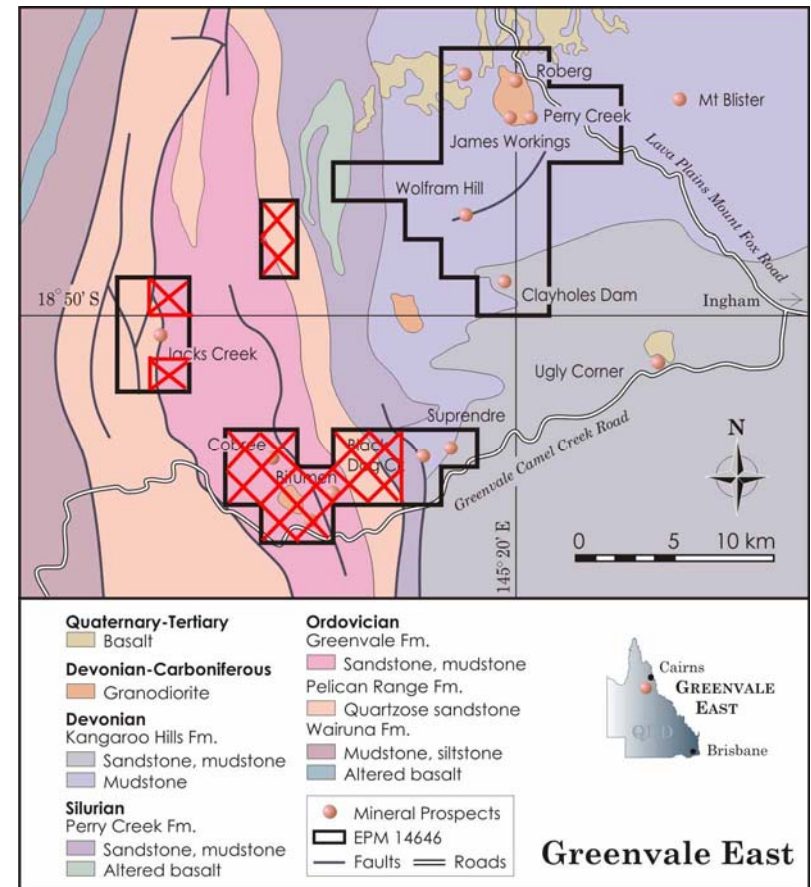 Roberg
Mt Blister
Perry Creek
James Workings
Lava Plains Mount Fox Road
Wolfram Hill
Clayholes Dam
18° 50' S
Ingham
Jacks Creek
Ugly Corner
Suprendre
Cobree
Black
Dog Ck
Bitumen
Greenvale Camel Creek Road
N
145° 20' E
0 5 10 km
Quaternary-Tertiary
Basalt
Devonian-Carboniferous
Granodiorite
Devonian
Kangaroo Hills Fm.
Sandstone, mudstone
Mudstone
Silurian
Perry Creek Fm.
Sandstone, mudstone
Altered basalt
Ordovician
Greenvale Fm.
Sandstone, mudstone
Pelican Range Fm.
Quartzose sandstone
Wairuna Fm.
Mudstone, siltstone
Altered basalt
Mineral Prospects
EPM 14646
Faults Roads
Cairns
GREENVALE
EAST
QLD
Brisbane
Greenvale East